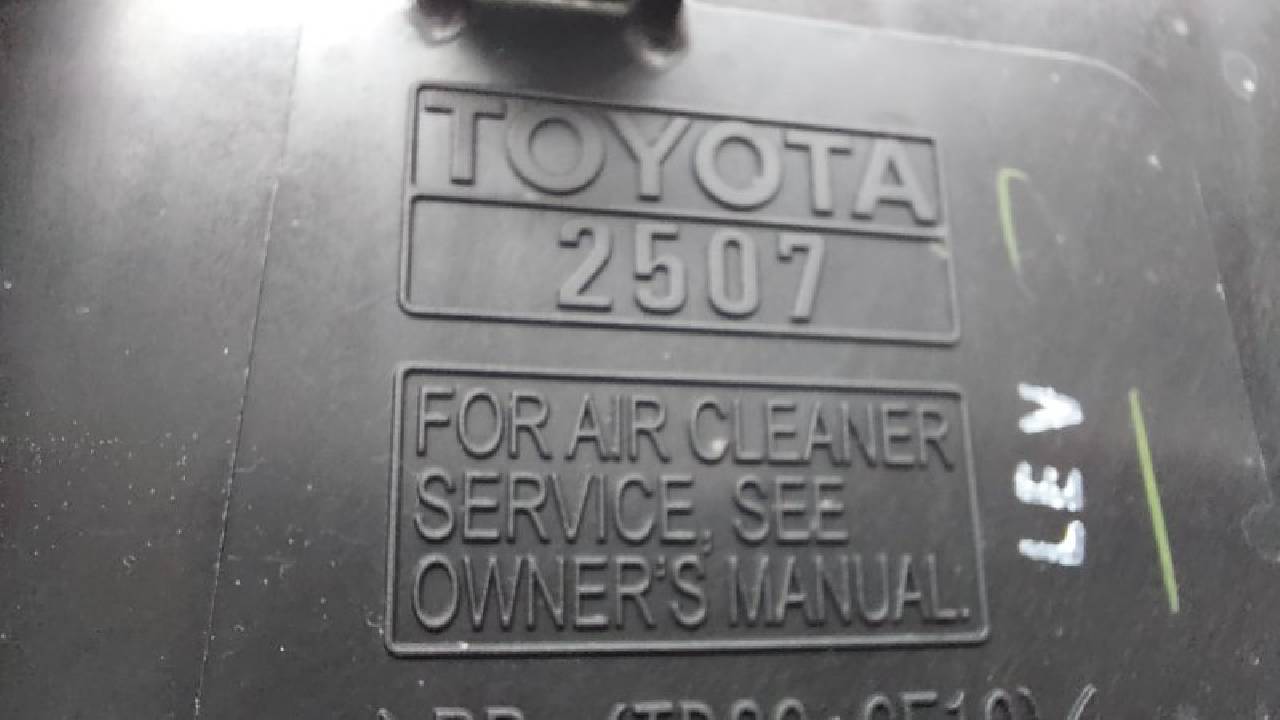 TOYOTA
2507
FOR AIR CLEANER
SERVICE, SEE
OWNER'S MANUAL.
LEV